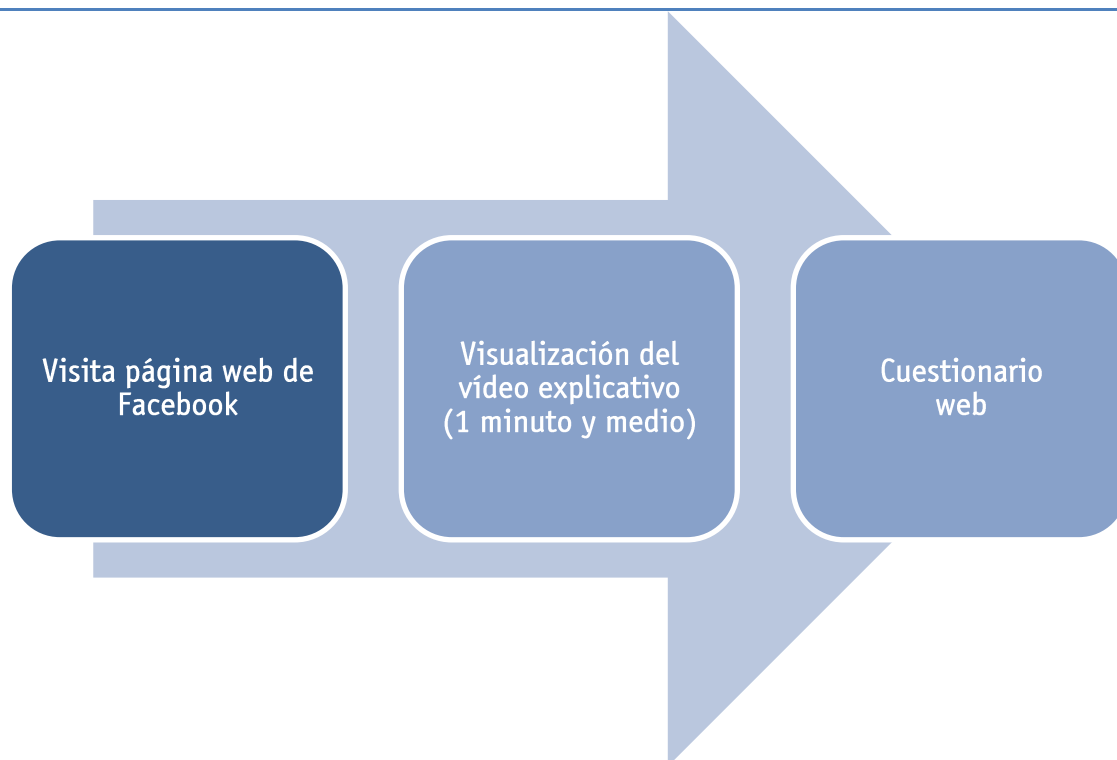 Visita página web de
Facebook
Visualización del
vídeo explicativo
(1 minuto y medio)
Cuestionario
web